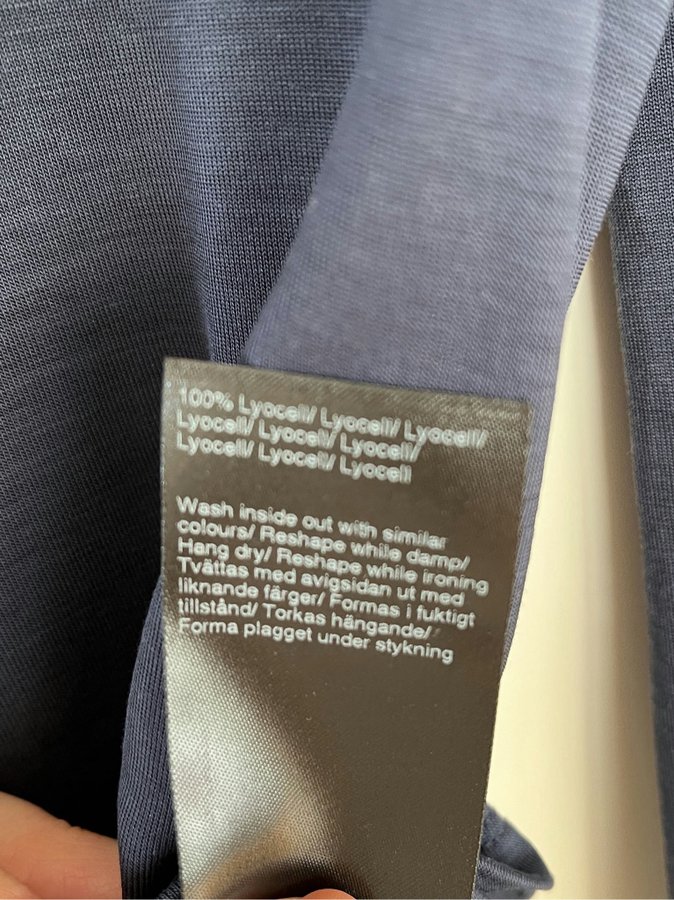 100% Lyocell/ Lyocell/ Lyocell/
Lyocell/ Lyocell/ Lyocell/
Lyocell/ Lyocell/ Lyocell
Wash inside out with similar
colours/ Reshape while damp/
Hang dry/ Reshape while ironing
Tvättas med avigsidan ut med
liknande färger/ Formas i fuktigt
tillstånd/ Torkas hängande/
Forma plagget under stykning